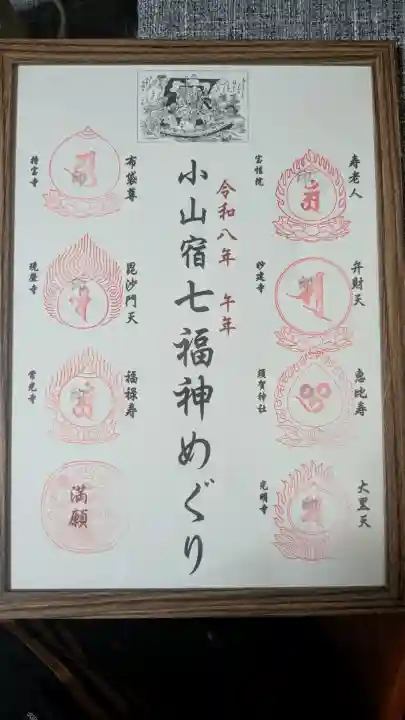 小山宿七福神めぐり
令和八年 午年
寿老人
宝性院
弁財天
妙建寺
恵比寿
須賀神社
大黒天
光明寺
布袋尊
持宝寺
毘沙門天
興聖寺
福禄寿
常光寺
満願